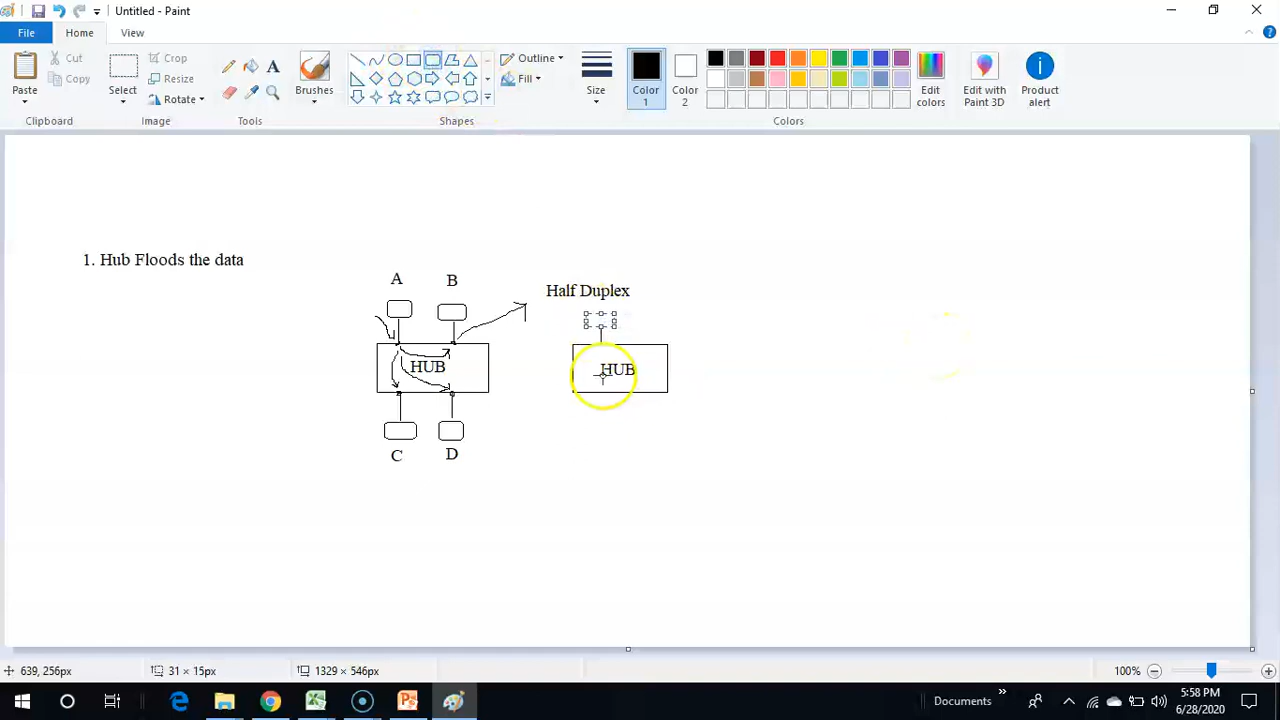 Untitled - Paint
File
Home
View
Cut
Copy
Paste
Clipboard
Select
Crop
Resize
Rotate
Image
Tools
Brushes
Shapes
Outline
Fill
Size
Color 1
Color 2
Colors
Edit colors
Edit with Paint 3D
Product alert
1. Hub Floods the data
A
B
Half Duplex
HUB
HUB
C
D
639, 256px
31 × 15px
1329 × 546px
100%
Documents
5:58 PM
6/28/2020